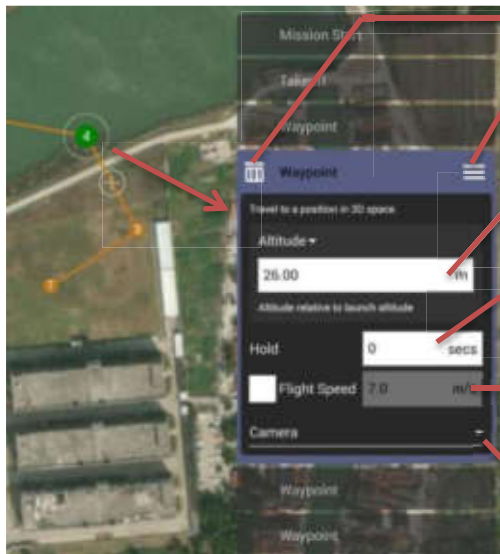 Mission Start
Takeoff
Waypoint
Waypoint
Travel to a position in 3D space.
Altitude
26.00 m
Altitude relative to launch altitude
Hold 0 secs
Flight Speed 7.0 m/s
Camera
Waypoint
Waypoint
4
3